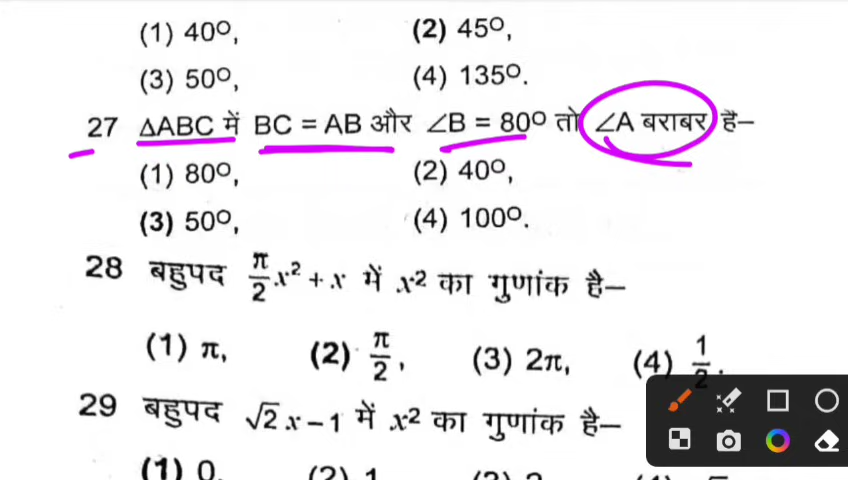 (1) 40°, (2) 45°,
(3) 50°, (4) 135°.
27 ΔABC में BC = AB और ∠B = 80° तो ∠A बराबर है–
(1) 80°, (2) 40°,
(3) 50°, (4) 100°.
28 बहुपद π/2 x² + x में x² का गुणांक है–
(1) π, (2) π/2, (3) 2π, (4) 1/2.
29 बहुपद √2 x – 1 में x² का गुणांक है–
(1) 0, (2) 1